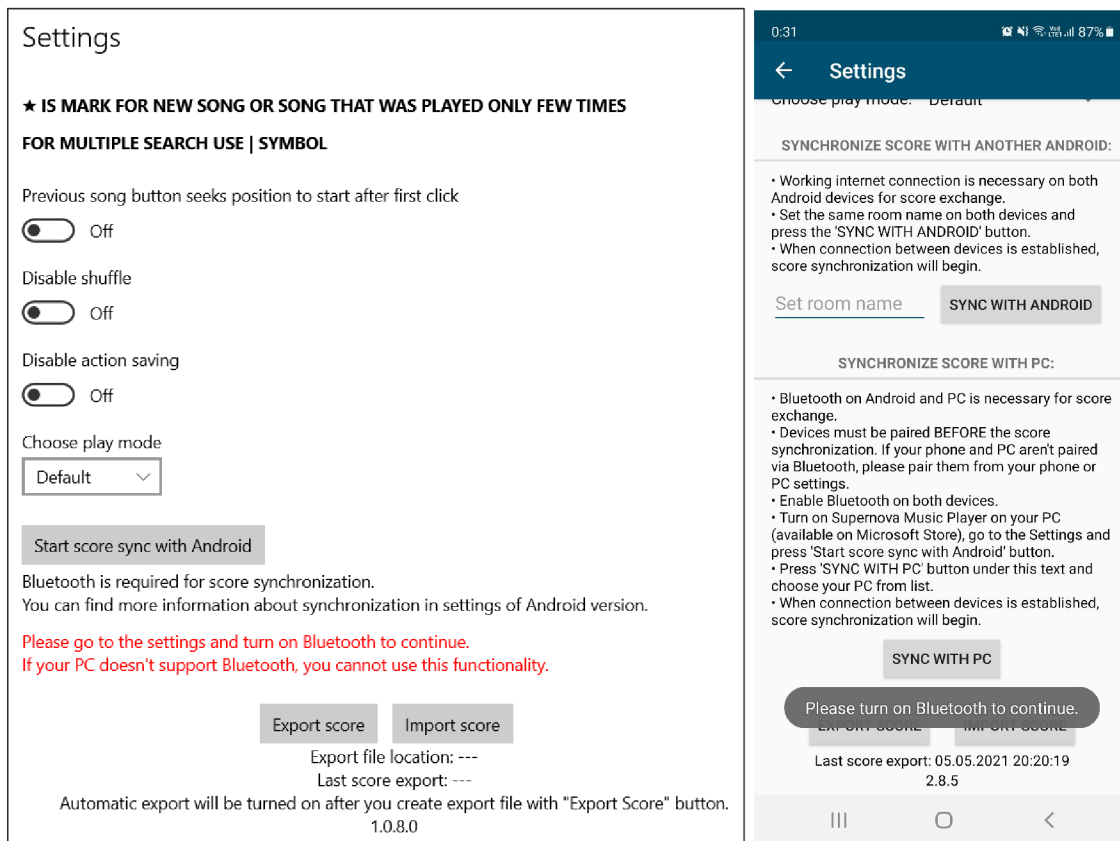 Settings
★ IS MARK FOR NEW SONG OR SONG THAT WAS PLAYED ONLY FEW TIMES
FOR MULTIPLE SEARCH USE | SYMBOL
Previous song button seeks position to start after first click
Off
Disable shuffle
Off
Disable action saving
Off
Choose play mode
Default
Start score sync with Android
Bluetooth is required for score synchronization.
You can find more information about synchronization in settings of Android version.
Please go to the settings and turn on Bluetooth to continue.
If your PC doesn't support Bluetooth, you cannot use this functionality.
Export score Import score
Export file location: ---
Last score export: ---
Automatic export will be turned on after you create export file with "Export Score" button.
1.0.8.0
0:31 87%
Settings
Choose play mode: Default
SYNCHRONIZE SCORE WITH ANOTHER ANDROID:
• Working internet connection is necessary on both
Android devices for score exchange.
• Set the same room name on both devices and
press the 'SYNC WITH ANDROID' button.
• When connection between devices is established,
score synchronization will begin.
Set room name SYNC WITH ANDROID
SYNCHRONIZE SCORE WITH PC:
• Bluetooth on Android and PC is necessary for score
exchange.
• Devices must be paired BEFORE the score
synchronization. If your phone and PC aren't paired
via Bluetooth, please pair them from your phone or
PC settings.
• Enable Bluetooth on both devices.
• Turn on Supernova Music Player on your PC
(available on Microsoft Store), go to the Settings and
press 'Start score sync with Android' button.
• Press 'SYNC WITH PC' button under this text and
choose your PC from list.
• When connection between devices is established,
score synchronization will begin.
SYNC WITH PC
Please turn on Bluetooth to continue.
EXPORT SCORE IMPORT SCORE
Last score export: 05.05.2021 20:20:19
2.8.5